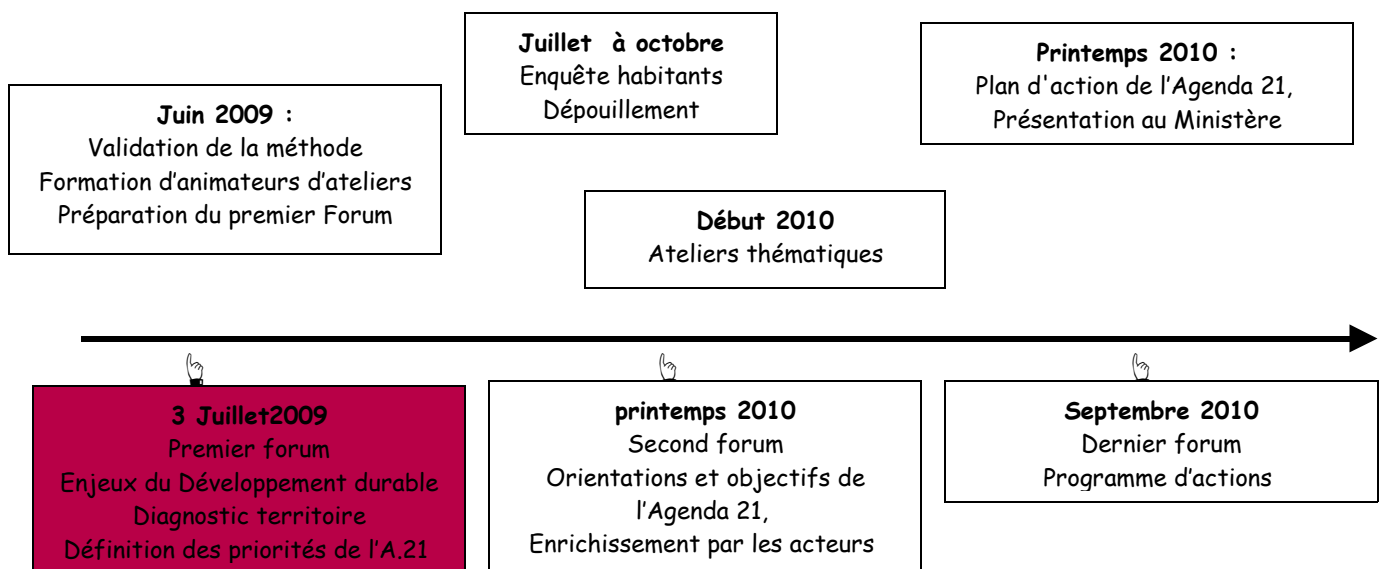 Juin 2009 :
Validation de la méthode
Formation d'animateurs d'ateliers
Préparation du premier Forum
Juillet à octobre
Enquête habitants
Dépouillement
Début 2010
Ateliers thématiques
Printemps 2010 :
Plan d'action de l'Agenda 21,
Présentation au Ministère
3 Juillet2009
Premier forum
Enjeux du Développement durable
Diagnostic territoire
Définition des priorités de l'A.21
printemps 2010
Second forum
Orientations et objectifs de
l'Agenda 21,
Enrichissement par les acteurs
Septembre 2010
Dernier forum
Programme d'actions